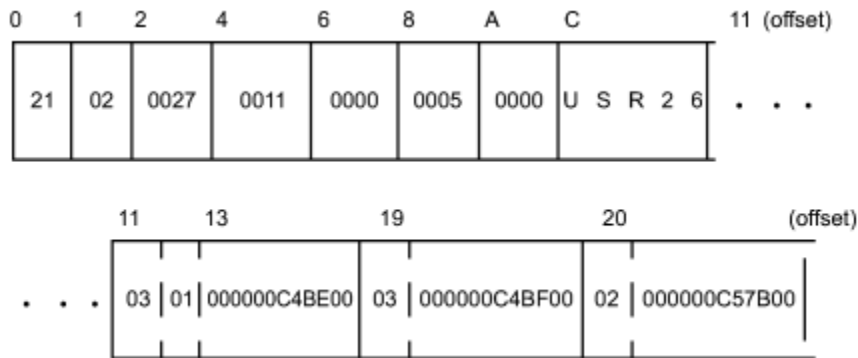 0 1 2 4 6 8 A C 11 (offset)
21 02 0027 0011 0000 0005 0000 U S R 2 6 . . .
11 13 19 20 (offset)
. . . 03 01 000000C4BE00 03 000000C4BF00 02 000000C57B00